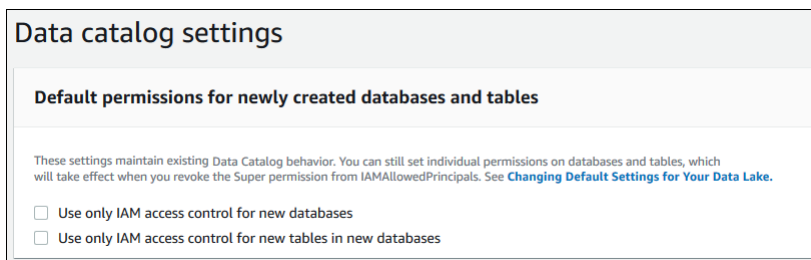 Data catalog settings
Default permissions for newly created databases and tables
These settings maintain existing Data Catalog behavior. You can still set individual permissions on databases and tables, which
will take effect when you revoke the Super permission from IAMAllowedPrincipals. See Changing Default Settings for Your Data Lake.
Use only IAM access control for new databases
Use only IAM access control for new tables in new databases